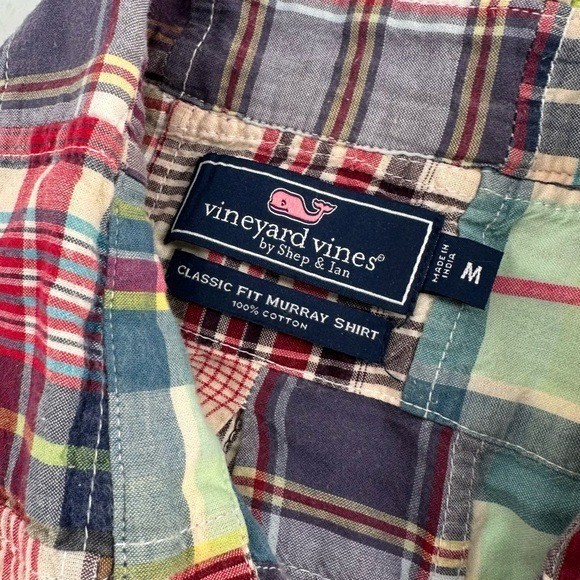 vineyard vines®
by Shep & Ian
MADE IN
INDIA
M
CLASSIC FIT MURRAY SHIRT
100% COTTON